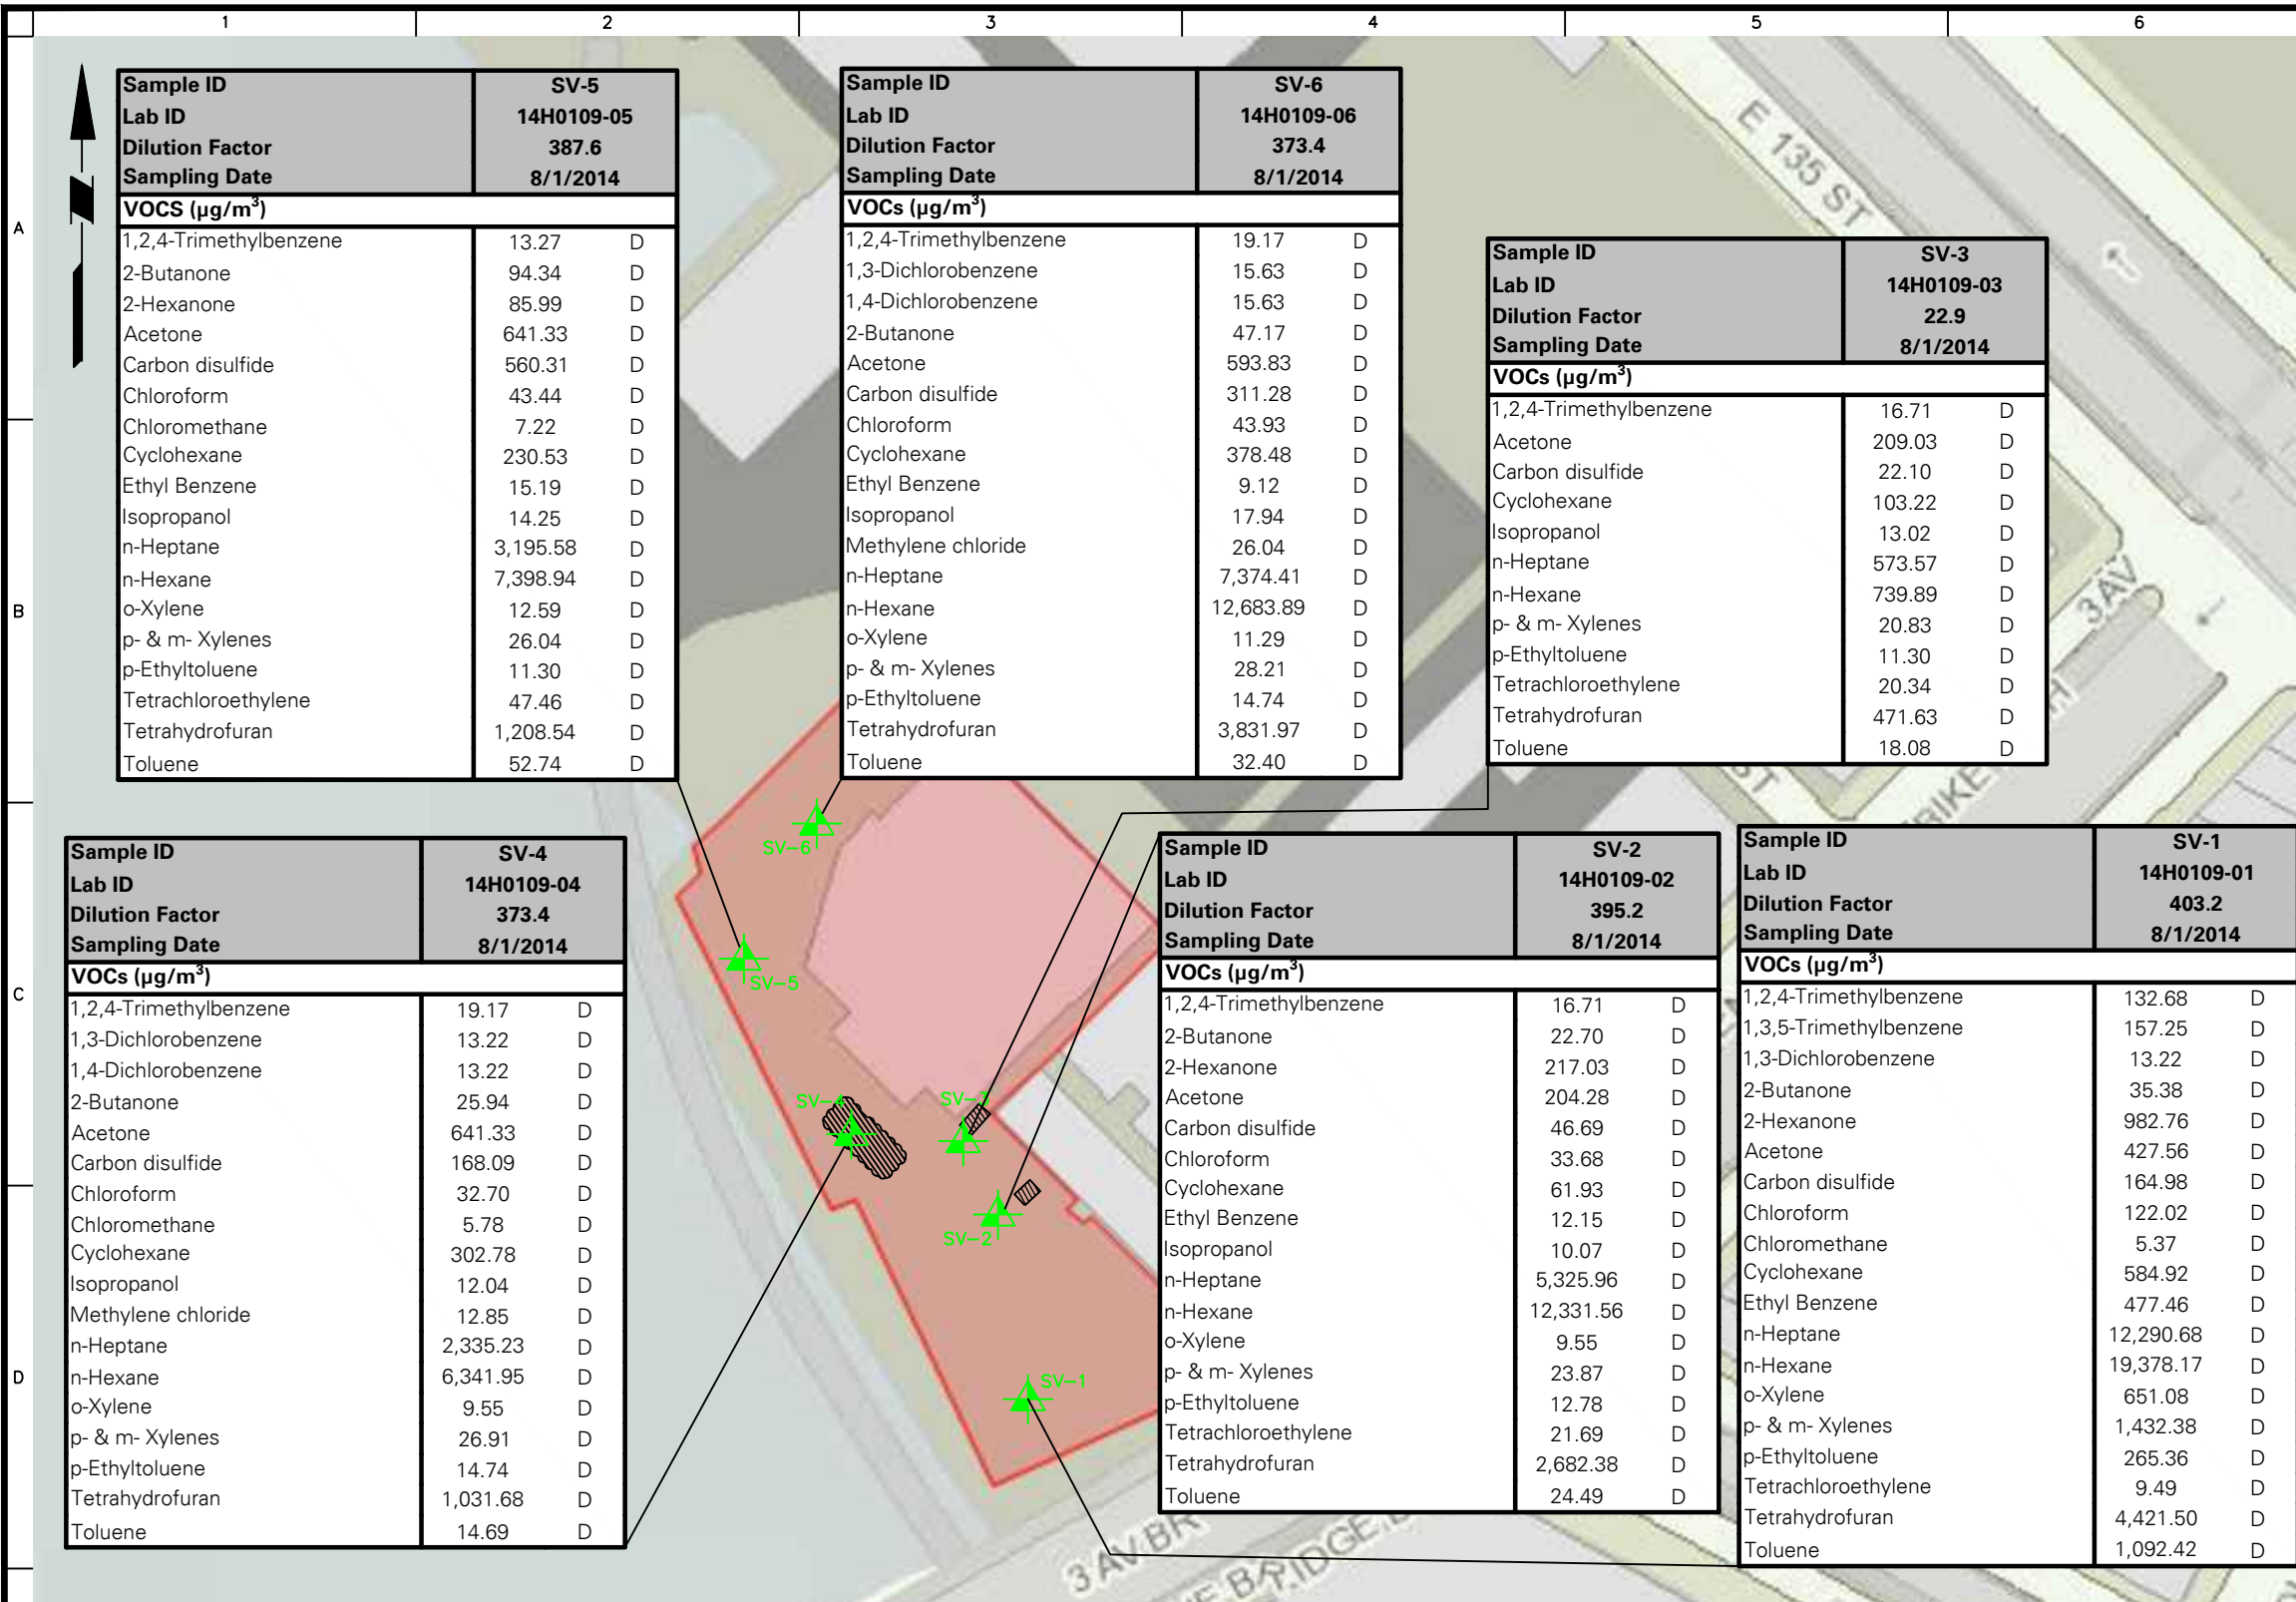 1 2 3 4 5 6
A
B
C
D
Sample ID SV-5
Lab ID 14H0109-05
Dilution Factor 387.6
Sampling Date 8/1/2014
VOCS (µg/m³)
1,2,4-Trimethylbenzene 13.27 D
2-Butanone 94.34 D
2-Hexanone 85.99 D
Acetone 641.33 D
Carbon disulfide 560.31 D
Chloroform 43.44 D
Chloromethane 7.22 D
Cyclohexane 230.53 D
Ethyl Benzene 15.19 D
Isopropanol 14.25 D
n-Heptane 3,195.58 D
n-Hexane 7,398.94 D
o-Xylene 12.59 D
p- & m- Xylenes 26.04 D
p-Ethyltoluene 11.30 D
Tetrachloroethylene 47.46 D
Tetrahydrofuran 1,208.54 D
Toluene 52.74 D
Sample ID SV-6
Lab ID 14H0109-06
Dilution Factor 373.4
Sampling Date 8/1/2014
VOCs (µg/m³)
1,2,4-Trimethylbenzene 19.17 D
1,3-Dichlorobenzene 15.63 D
1,4-Dichlorobenzene 15.63 D
2-Butanone 47.17 D
Acetone 593.83 D
Carbon disulfide 311.28 D
Chloroform 43.93 D
Cyclohexane 378.48 D
Ethyl Benzene 9.12 D
Isopropanol 17.94 D
Methylene chloride 26.04 D
n-Heptane 7,374.41 D
n-Hexane 12,683.89 D
o-Xylene 11.29 D
p- & m- Xylenes 28.21 D
p-Ethyltoluene 14.74 D
Tetrahydrofuran 3,831.97 D
Toluene 32.40 D
E 135 ST
Sample ID SV-3
Lab ID 14H0109-03
Dilution Factor 22.9
Sampling Date 8/1/2014
VOCs (µg/m³)
1,2,4-Trimethylbenzene 16.71 D
Acetone 209.03 D
Carbon disulfide 22.10 D
Cyclohexane 103.22 D
Isopropanol 13.02 D
n-Heptane 573.57 D
n-Hexane 739.89 D
p- & m- Xylenes 20.83 D
p-Ethyltoluene 11.30 D
Tetrachloroethylene 20.34 D
Tetrahydrofuran 471.63 D
Toluene 18.08 D
3 AV
ST
Sample ID SV-4
Lab ID 14H0109-04
Dilution Factor 373.4
Sampling Date 8/1/2014
VOCs (µg/m³)
1,2,4-Trimethylbenzene 19.17 D
1,3-Dichlorobenzene 13.22 D
1,4-Dichlorobenzene 13.22 D
2-Butanone 25.94 D
Acetone 641.33 D
Carbon disulfide 168.09 D
Chloroform 32.70 D
Chloromethane 5.78 D
Cyclohexane 302.78 D
Isopropanol 12.04 D
Methylene chloride 12.85 D
n-Heptane 2,335.23 D
n-Hexane 6,341.95 D
o-Xylene 9.55 D
p- & m- Xylenes 26.91 D
p-Ethyltoluene 14.74 D
Tetrahydrofuran 1,031.68 D
Toluene 14.69 D
SV-6
SV-5
SV-4
SV-3
SV-2
SV-1
Sample ID SV-2
Lab ID 14H0109-02
Dilution Factor 395.2
Sampling Date 8/1/2014
VOCs (µg/m³)
1,2,4-Trimethylbenzene 16.71 D
2-Butanone 22.70 D
2-Hexanone 217.03 D
Acetone 204.28 D
Carbon disulfide 46.69 D
Chloroform 33.68 D
Cyclohexane 61.93 D
Ethyl Benzene 12.15 D
Isopropanol 10.07 D
n-Heptane 5,325.96 D
n-Hexane 12,331.56 D
o-Xylene 9.55 D
p- & m- Xylenes 23.87 D
p-Ethyltoluene 12.78 D
Tetrachloroethylene 21.69 D
Tetrahydrofuran 2,682.38 D
Toluene 24.49 D
Sample ID SV-1
Lab ID 14H0109-01
Dilution Factor 403.2
Sampling Date 8/1/2014
VOCs (µg/m³)
1,2,4-Trimethylbenzene 132.68 D
1,3,5-Trimethylbenzene 157.25 D
1,3-Dichlorobenzene 13.22 D
2-Butanone 35.38 D
2-Hexanone 982.76 D
Acetone 427.56 D
Carbon disulfide 164.98 D
Chloroform 122.02 D
Chloromethane 5.37 D
Cyclohexane 584.92 D
Ethyl Benzene 477.46 D
n-Heptane 12,290.68 D
n-Hexane 19,378.17 D
o-Xylene 651.08 D
p- & m- Xylenes 1,432.38 D
p-Ethyltoluene 265.36 D
Tetrachloroethylene 9.49 D
Tetrahydrofuran 4,421.50 D
Toluene 1,092.42 D
3 AV BR